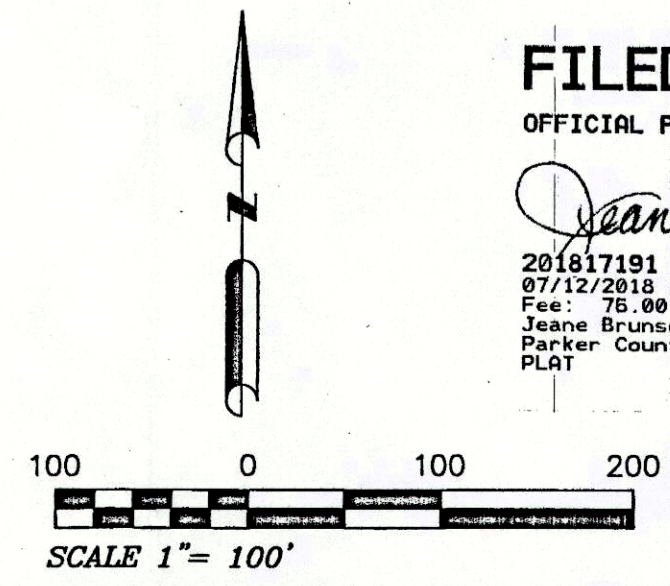 N
FILED
OFFICIAL P
Jean
201817191
07/12/2018
Fee: 76.00
Jeane Bruns
Parker Coun
PLAT
100 0 100 200
SCALE 1"= 100'